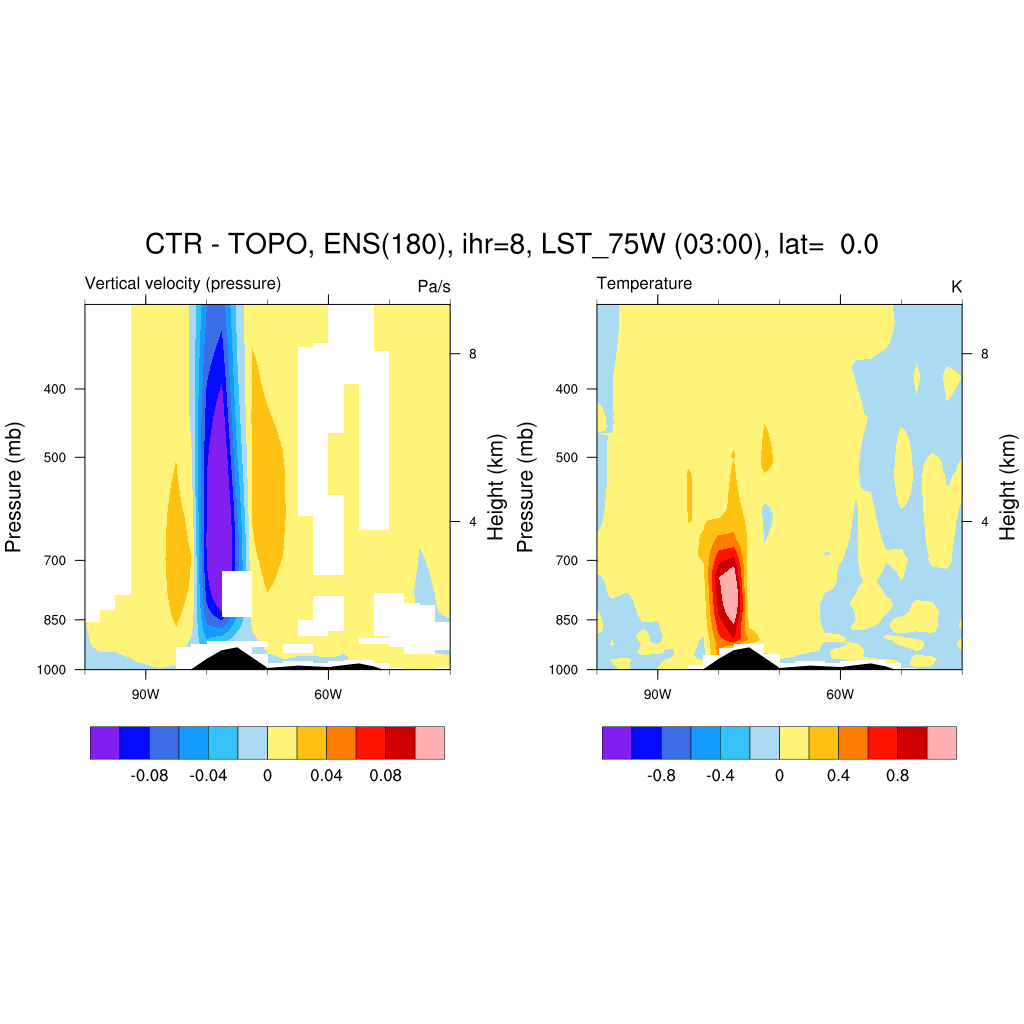 CTR - TOPO, ENS(180), ihr=8, LST_75W (03:00), lat=  0.0
Vertical velocity (pressure)
Pa/s
Pressure (mb)
400
500
700
850
1000
8
4
Height (km)
90W
60W
-0.08
-0.04
0
0.04
0.08
Temperature
K
Pressure (mb)
400
500
700
850
1000
8
4
Height (km)
90W
60W
-0.8
-0.4
0
0.4
0.8